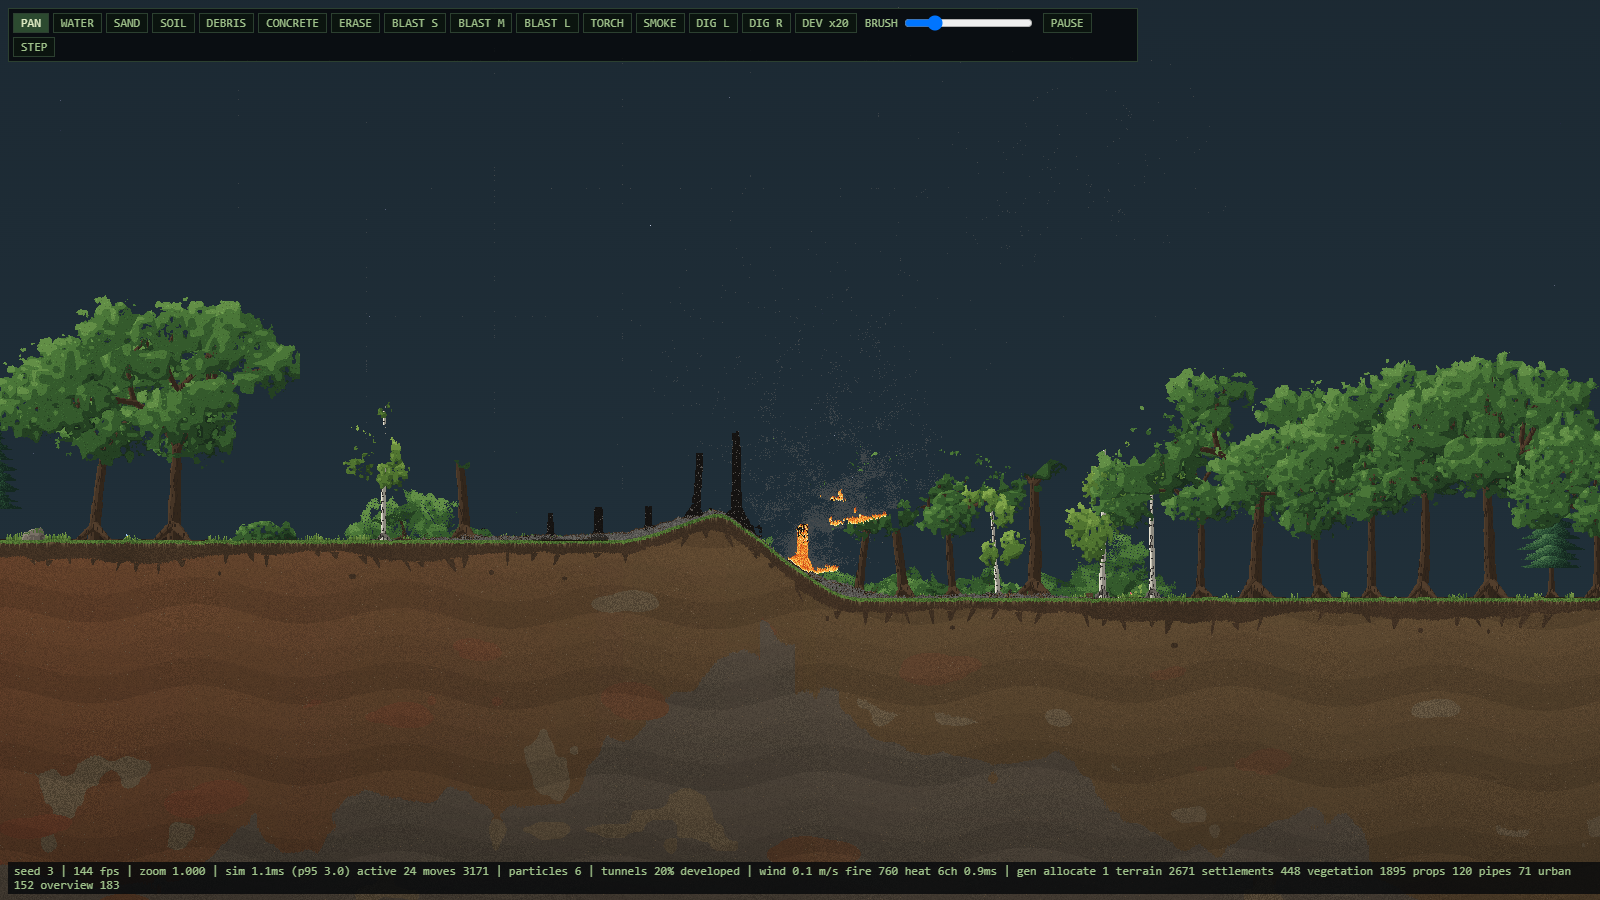 PAN WATER SAND SOIL DEBRIS CONCRETE ERASE BLAST S BLAST M BLAST L TORCH SMOKE DIG L DIG R DEV x20 BRUSH PAUSE
STEP
seed 3 | 144 fps | zoom 1.000 | sim 1.1ms (p95 3.0) active 24 moves 3171 | particles 6 | tunnels 20% developed | wind 0.1 m/s fire 760 heat 6ch 0.9ms | gen allocate 1 terrain 2671 settlements 448 vegetation 1895 props 120 pipes 71 urban
152 overview 183